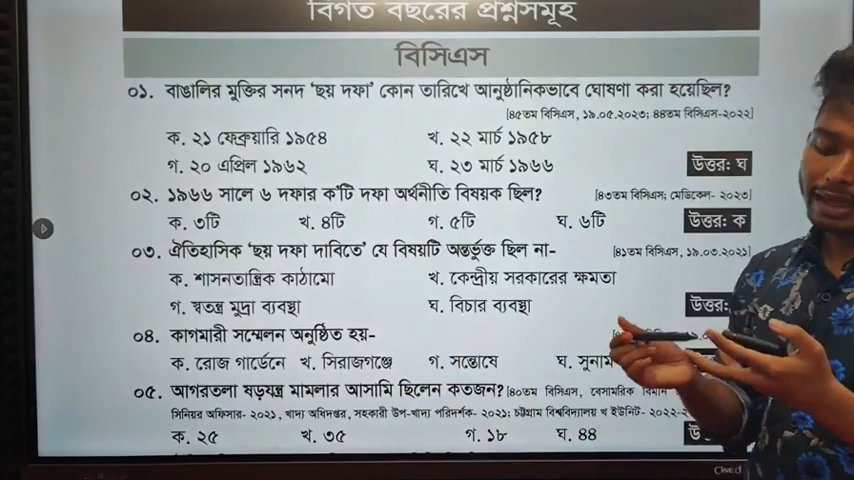 বিগত বছরের প্রশ্নসমূহ
বিসিএস
০১. বাঙালির মুক্তির সনদ ‘ছয় দফা’ কোন তারিখে আনুষ্ঠানিকভাবে ঘোষণা করা হয়েছিল?
[৪৫তম বিসিএস, ১৯.০৫.২০২৩; ৪৪তম বিসিএস-২০২২]
ক. ২১ ফেব্রুয়ারি ১৯৫৪ খ. ২২ মার্চ ১৯৫৮
গ. ২০ এপ্রিল ১৯৬২ ঘ. ২৩ মার্চ ১৯৬৬ উত্তর: ঘ
০২. ১৯৬৬ সালে ৬ দফার ক'টি দফা অর্থনীতি বিষয়ক ছিল? [৪৩তম বিসিএস; মেডিকেল- ২০২৩]
ক. ৩টি খ. ৪টি গ. ৫টি ঘ. ৬টি উত্তর: ক
০৩. ঐতিহাসিক ‘ছয় দফা দাবিতে’ যে বিষয়টি অন্তর্ভুক্ত ছিল না- [৪১তম বিসিএস, ১৯.০৩.২০২১]
ক. শাসনতান্ত্রিক কাঠামো খ. কেন্দ্রীয় সরকারের ক্ষমতা
গ. স্বতন্ত্র মুদ্রা ব্যবস্থা ঘ. বিচার ব্যবস্থা উত্তর:
০৪. কাগমারী সম্মেলন অনুষ্ঠিত হয়-
ক. রোজ গার্ডেনে খ. সিরাজগঞ্জে গ. সন্তোষে ঘ. সুনাম
০৫. আগরতলা ষড়যন্ত্র মামলার আসামি ছিলেন কতজন? [৪০তম বিসিএস, বেসামরিক বিমান
সিনিয়র অফিসার- ২০২১, খাদ্য অধিদপ্তর, সহকারী উপ-খাদ্য পরিদর্শক- ২০২১; চট্টগ্রাম বিশ্ববিদ্যালয় খ ইউনিট- ২০২২-২
ক. ২৫ খ. ৩৫ গ. ১৮ ঘ. ৪৪